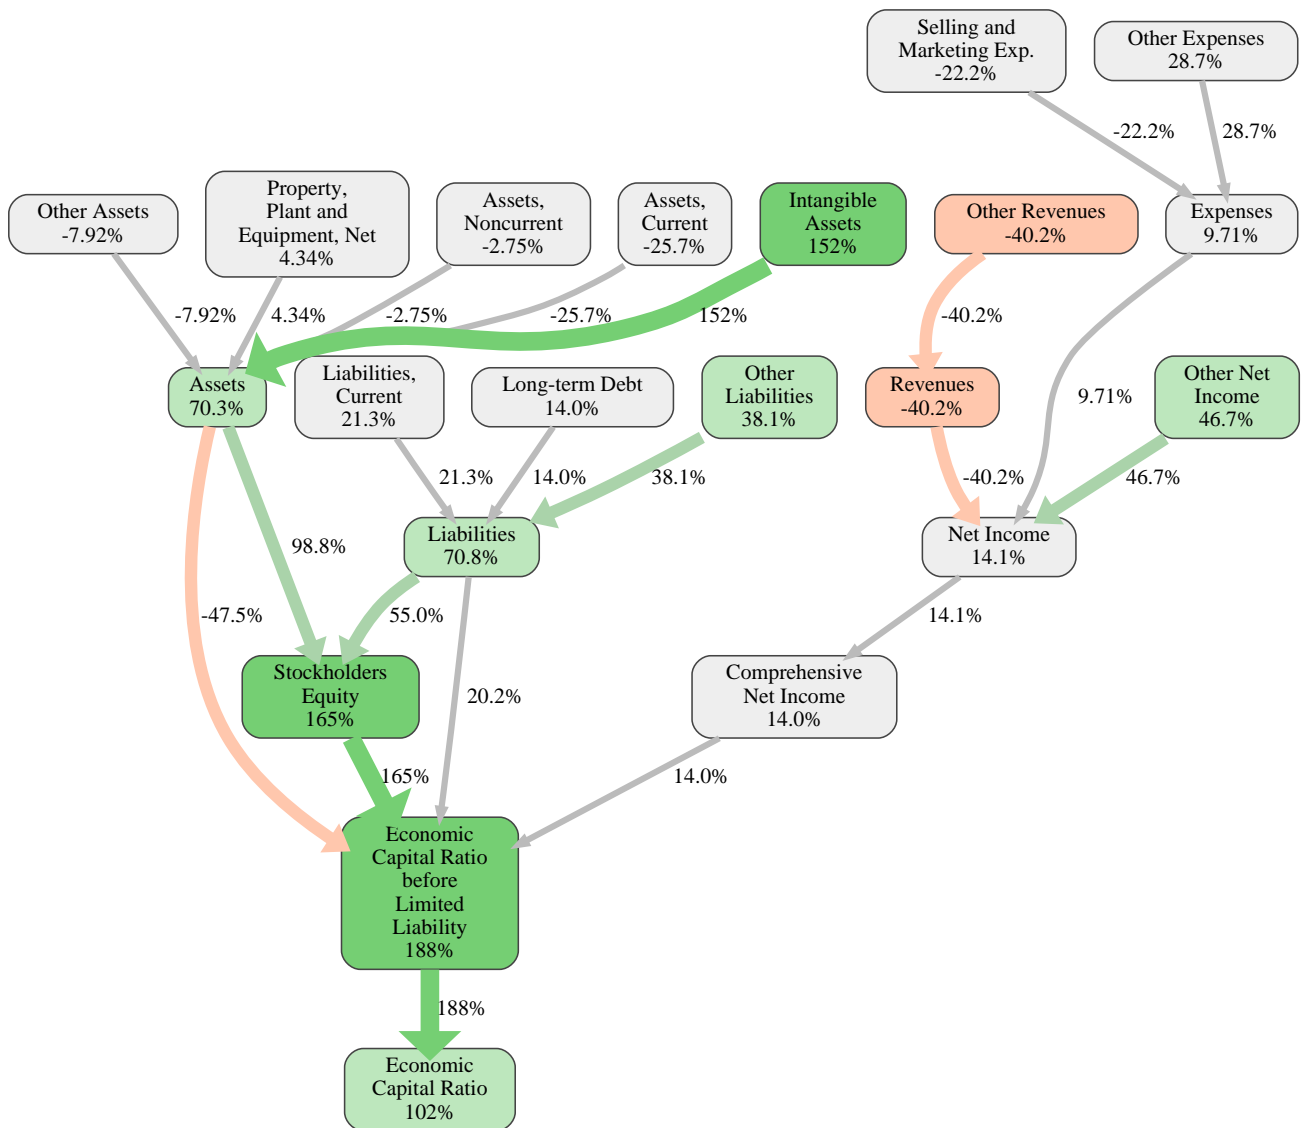 Selling and
Marketing Exp.
-22.2%
Other Expenses
28.7%
-22.2%
28.7%
Other Assets
-7.92%
Property,
Plant and
Equipment, Net
4.34%
Assets,
Noncurrent
-2.75%
Assets,
Current
-25.7%
Intangible
Assets
152%
Other Revenues
-40.2%
Expenses
9.71%
-7.92%
4.34%
-2.75%
-25.7%
152%
-40.2%
9.71%
Assets
70.3%
Liabilities,
Current
21.3%
Long-term Debt
14.0%
Other
Liabilities
38.1%
Revenues
-40.2%
Other Net
Income
46.7%
21.3%
14.0%
38.1%
-40.2%
46.7%
98.8%
Liabilities
70.8%
Net Income
14.1%
-47.5%
55.0%
20.2%
14.1%
Stockholders
Equity
165%
Comprehensive
Net Income
14.0%
165%
14.0%
Economic
Capital Ratio
before
Limited
Liability
188%
188%
Economic
Capital Ratio
102%